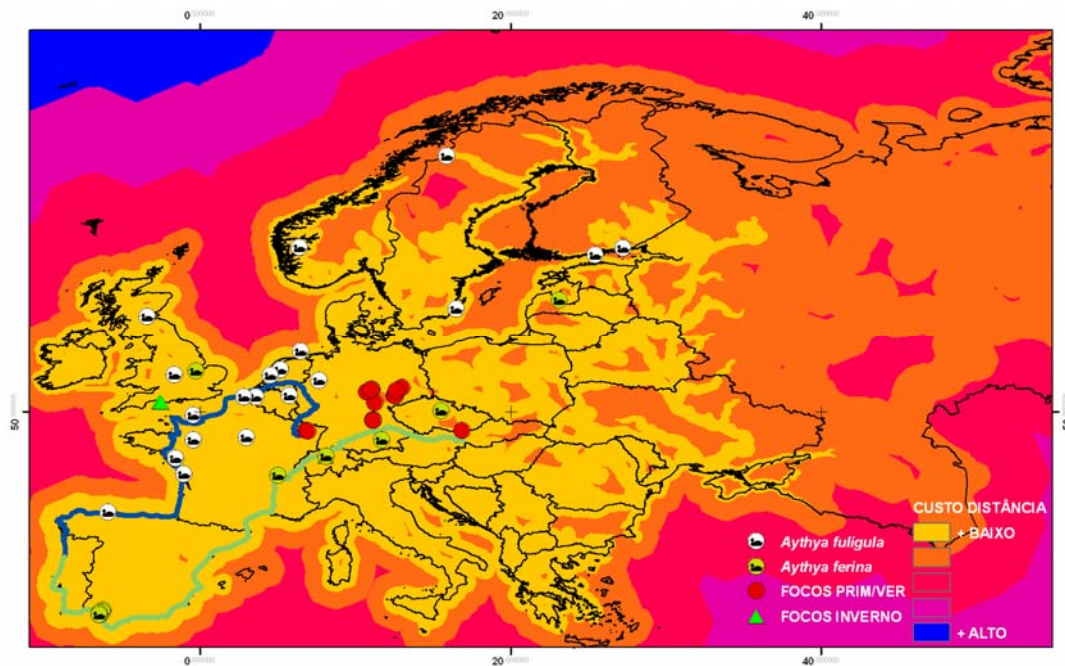 0 20 40
50 50
CUSTO DISTÂNCIA
+ BAIXO
Aythya fuligula
Aythya ferina
FOCOS PRIM/VER
FOCOS INVERNO
+ ALTO
0 20 40